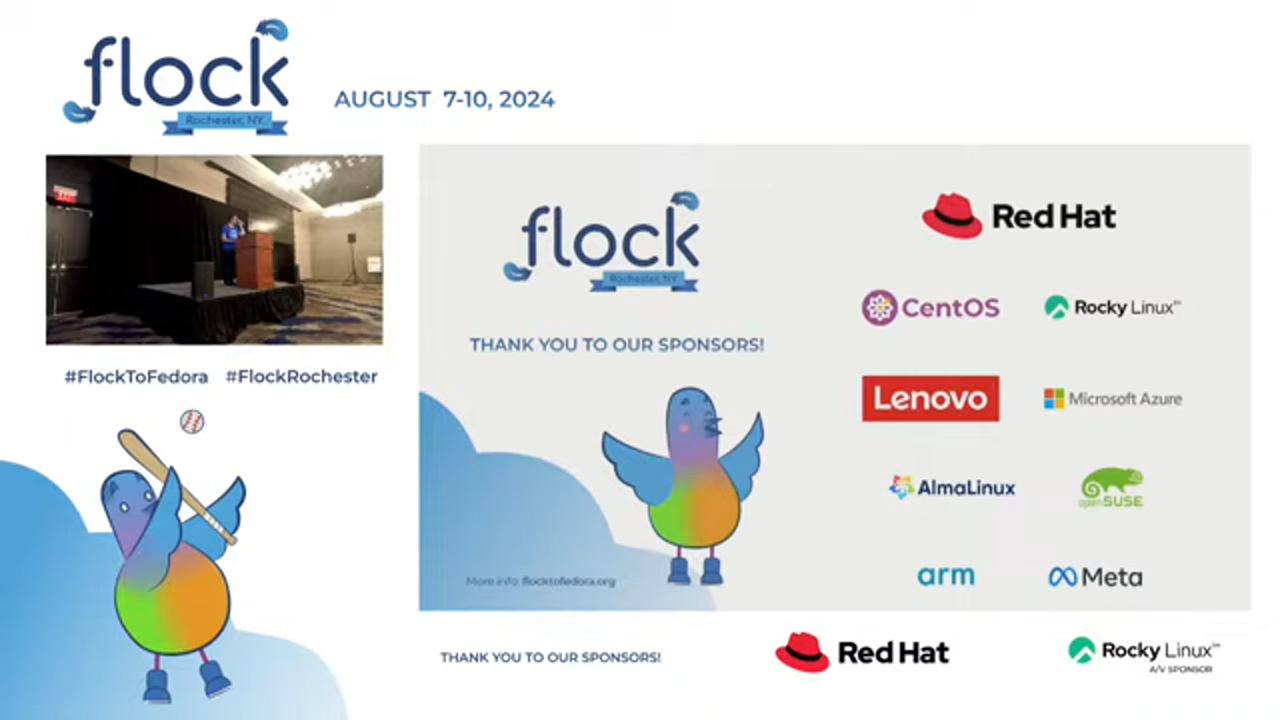 flock
Rochester, NY
AUGUST 7-10, 2024
#FlockToFedora #FlockRochester
flock
Rochester, NY
THANK YOU TO OUR SPONSORS!
More info: flocktofedora.org
Red Hat
CentOS
Rocky Linux™
Lenovo
Microsoft Azure
AlmaLinux
openSUSE
arm
Meta
THANK YOU TO OUR SPONSORS!
Red Hat
Rocky Linux™
A/V SPONSOR